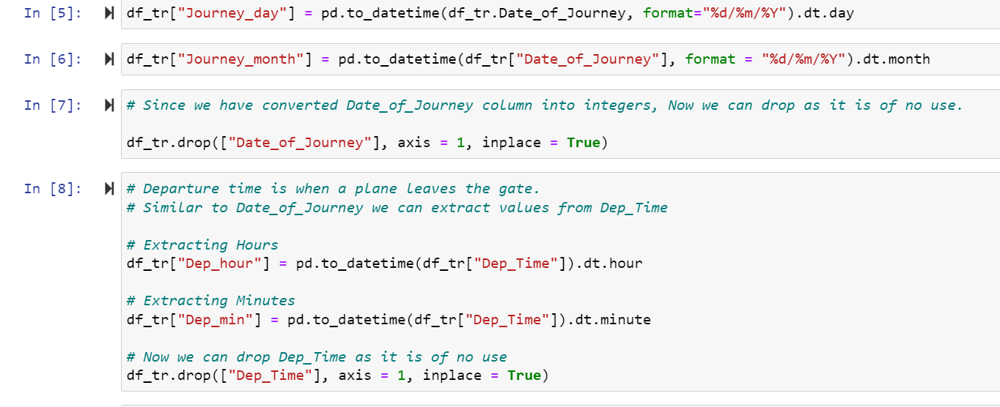 In [5]: df_tr["Journey_day"] = pd.to_datetime(df_tr.Date_of_Journey, format="%d/%m/%Y").dt.day
In [6]: df_tr["Journey_month"] = pd.to_datetime(df_tr["Date_of_Journey"], format = "%d/%m/%Y").dt.month
In [7]: # Since we have converted Date_of_Journey column into integers, Now we can drop as it is of no use.
df_tr.drop(["Date_of_Journey"], axis = 1, inplace = True)
In [8]: # Departure time is when a plane leaves the gate.
# Similar to Date_of_Journey we can extract values from Dep_Time
# Extracting Hours
df_tr["Dep_hour"] = pd.to_datetime(df_tr["Dep_Time"]).dt.hour
# Extracting Minutes
df_tr["Dep_min"] = pd.to_datetime(df_tr["Dep_Time"]).dt.minute
# Now we can drop Dep_Time as it is of no use
df_tr.drop(["Dep_Time"], axis = 1, inplace = True)